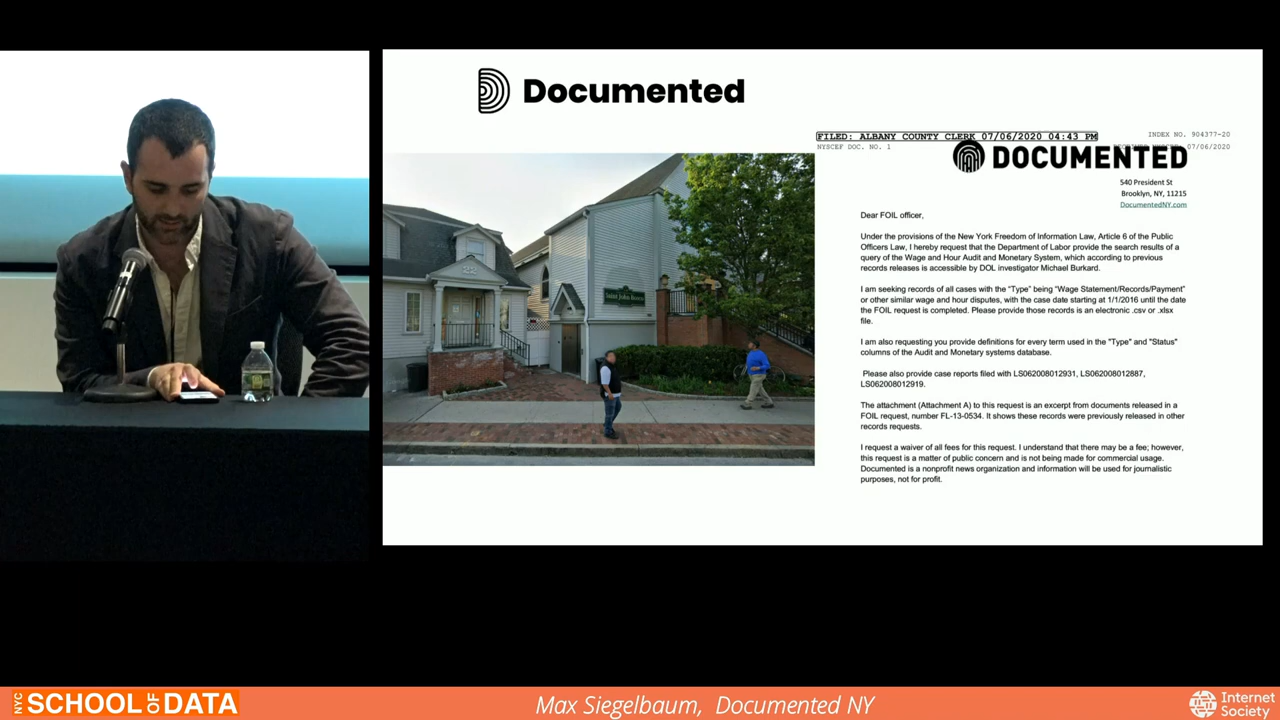 Documented
FILED: ALBANY COUNTY CLERK 07/06/2020 04:43 PM
INDEX NO. 904377-20
NYSCEF DOC. NO. 1
07/06/2020
DOCUMENTED
540 President St
Brooklyn, NY, 11215
DocumentedNY.com
Dear FOIL officer,
Under the provisions of the New York Freedom of Information Law, Article 6 of the Public
Officers Law, I hereby request that the Department of Labor provide the search results of a
query of the Wage and Hour Audit and Monetary System, which according to previous
records releases is accessible by DOL investigator Michael Burkard.
I am seeking records of all cases with the “Type” being “Wage Statement/Records/Payment”
or other similar wage and hour disputes, with the case date starting at 1/1/2016 until the date
the FOIL request is completed. Please provide those records is an electronic .csv or .xlsx
file.
I am also requesting you provide definitions for every term used in the "Type" and "Status"
columns of the Audit and Monetary systems database.
Please also provide case reports filed with LS062008012931, LS062008012887,
LS062008012919.
The attachment (Attachment A) to this request is an excerpt from documents released in a
FOIL request, number FL-13-0534. It shows these records were previously released in other
records requests.
I request a waiver of all fees for this request. I understand that there may be a fee; however,
this request is a matter of public concern and is not being made for commercial usage.
Documented is a nonprofit news organization and information will be used for journalistic
purposes, not for profit.
NYC SCHOOL OF DATA
Max Siegelbaum, Documented NY
Internet
Society